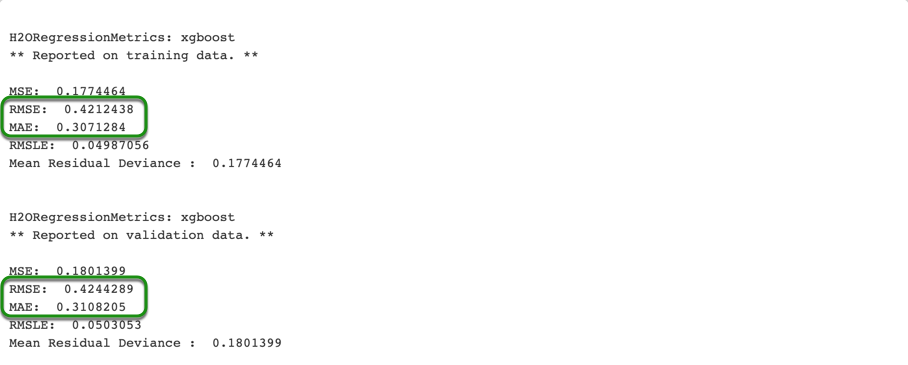 H2ORegressionMetrics: xgboost
** Reported on training data. **
MSE:  0.1774464
RMSE:  0.4212438
MAE:  0.3071284
RMSLE:  0.04987056
Mean Residual Deviance :  0.1774464
H2ORegressionMetrics: xgboost
** Reported on validation data. **
MSE:  0.1801399
RMSE:  0.4244289
MAE:  0.3108205
RMSLE:  0.0503053
Mean Residual Deviance :  0.1801399